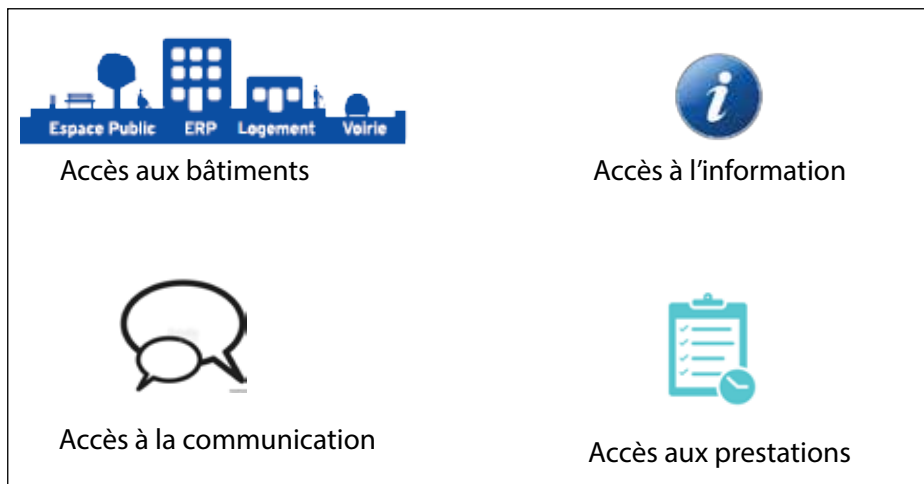 Espace Public ERP Logement Voirie
Accès aux bâtiments
i
Accès à l’information
Accès à la communication
Accès aux prestations